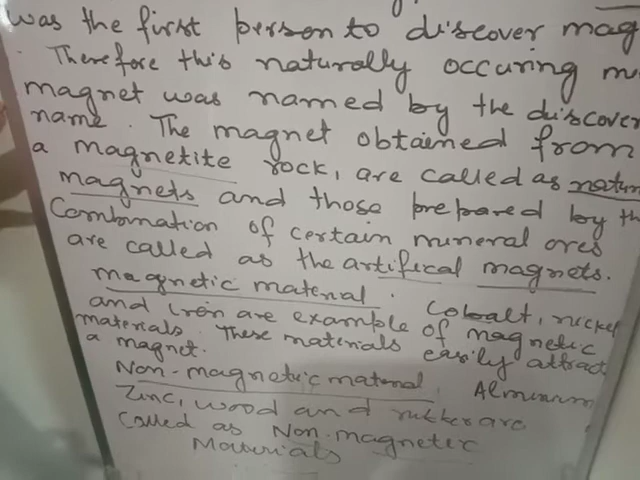 was the first person to discover mag
Therefore this naturally occuring m
magnet was named by the discover
name. The magnet obtained from
a magnetite rock, are called as natur
magnets and those prepared by th
Combination of certain mineral ores
are called as the artifical magnets.
magnetic material. Cobalt, nickel
and Iron are example of magnetic
materials. These materials easily attract
a magnet.
Non-magnetic material. Alminium
Zinc, wood and rubber are
Called as Non-magnetic
Materials